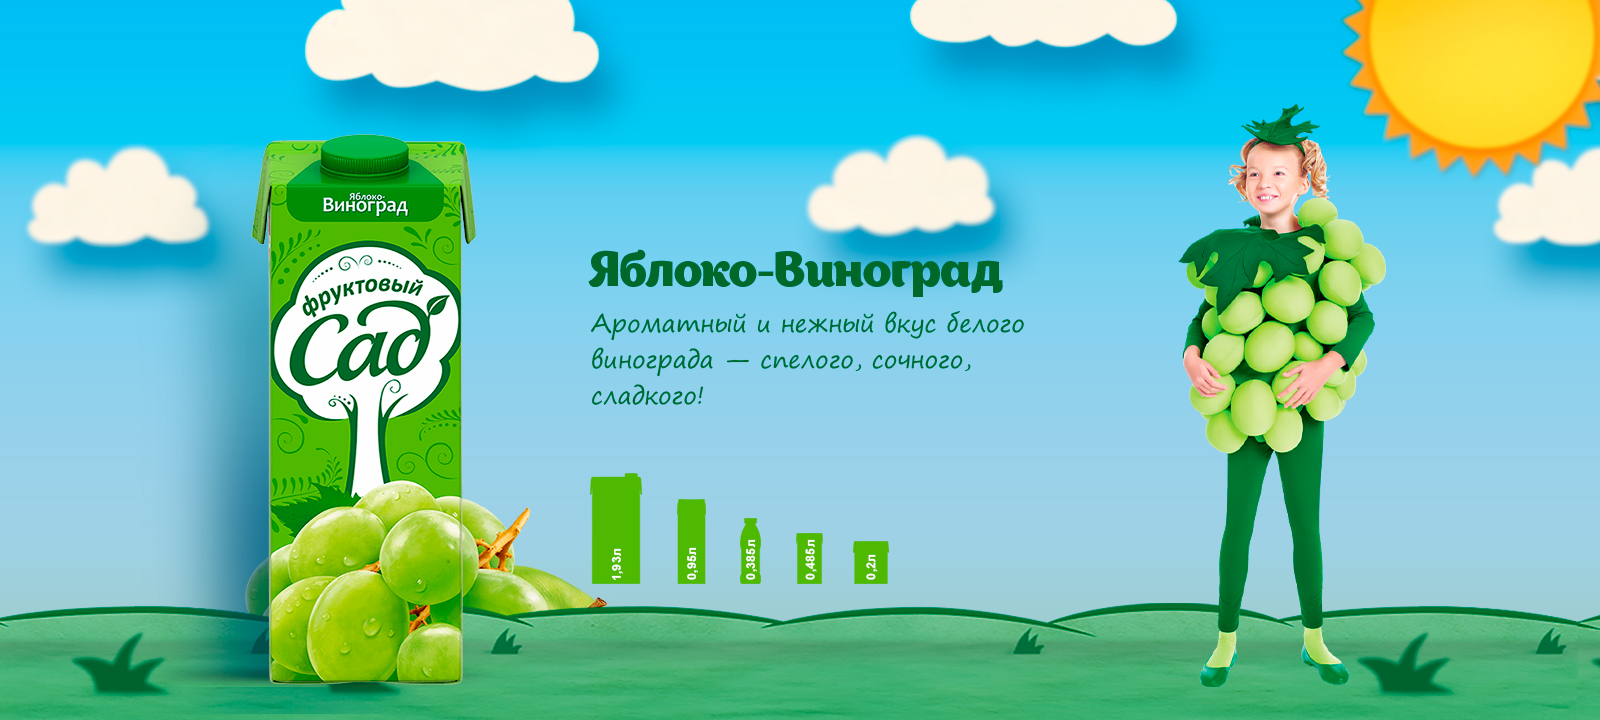 Яблоко-
Виноград
фруктовый
Сад
Яблоко-Виноград
Ароматный и нежный вкус белого
винограда — спелого, сочного,
сладкого!
1,93л
0,95л
0,385л
0,485л
0,2л